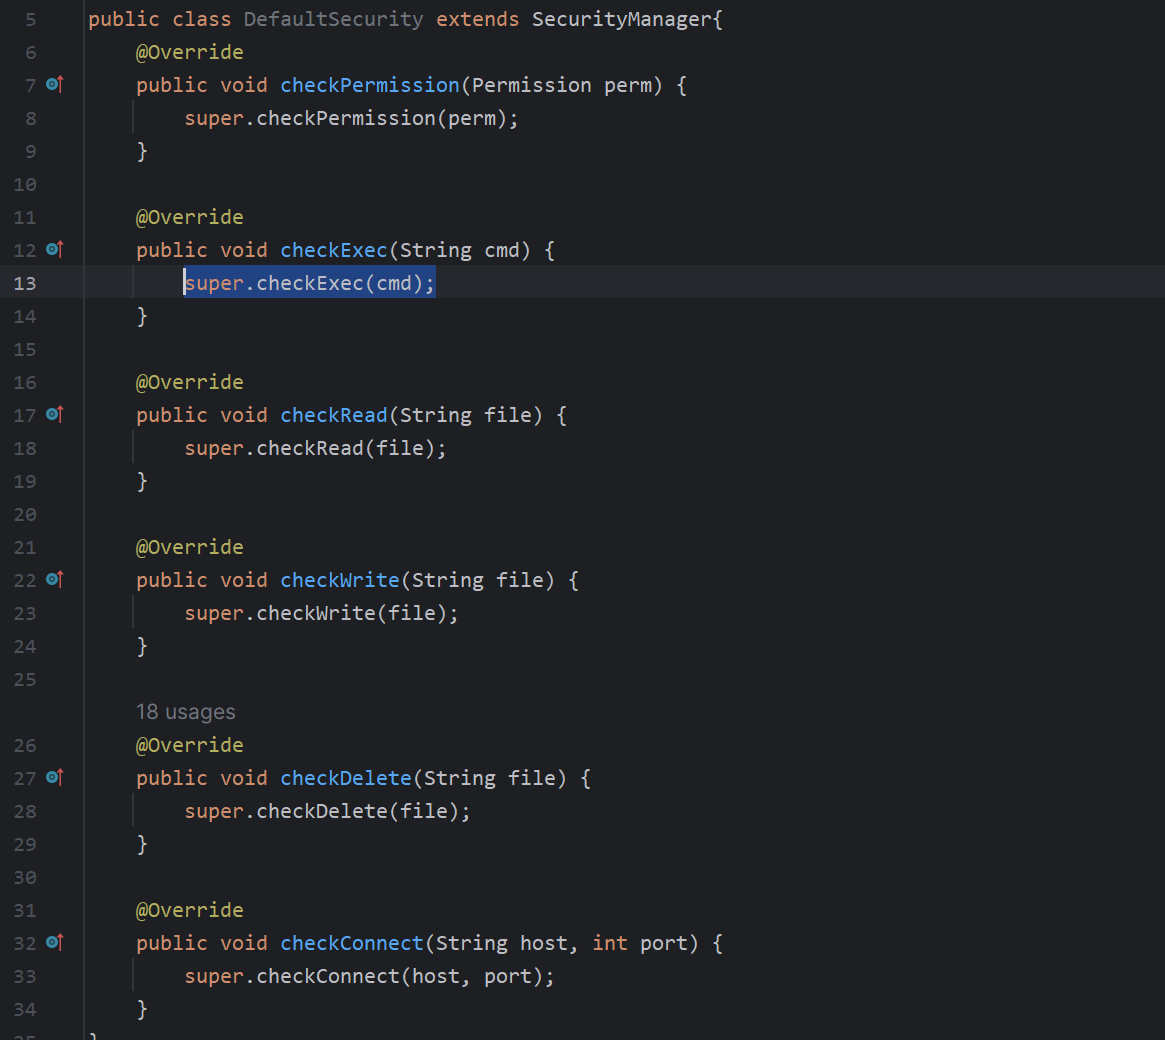 5 public class DefaultSecurity extends SecurityManager{
6 @Override
7 public void checkPermission(Permission perm) {
8 super.checkPermission(perm);
9 }
10
11 @Override
12 public void checkExec(String cmd) {
13 super.checkExec(cmd);
14 }
15
16 @Override
17 public void checkRead(String file) {
18 super.checkRead(file);
19 }
20
21 @Override
22 public void checkWrite(String file) {
23 super.checkWrite(file);
24 }
25
18 usages
26 @Override
27 public void checkDelete(String file) {
28 super.checkDelete(file);
29 }
30
31 @Override
32 public void checkConnect(String host, int port) {
33 super.checkConnect(host, port);
34 }